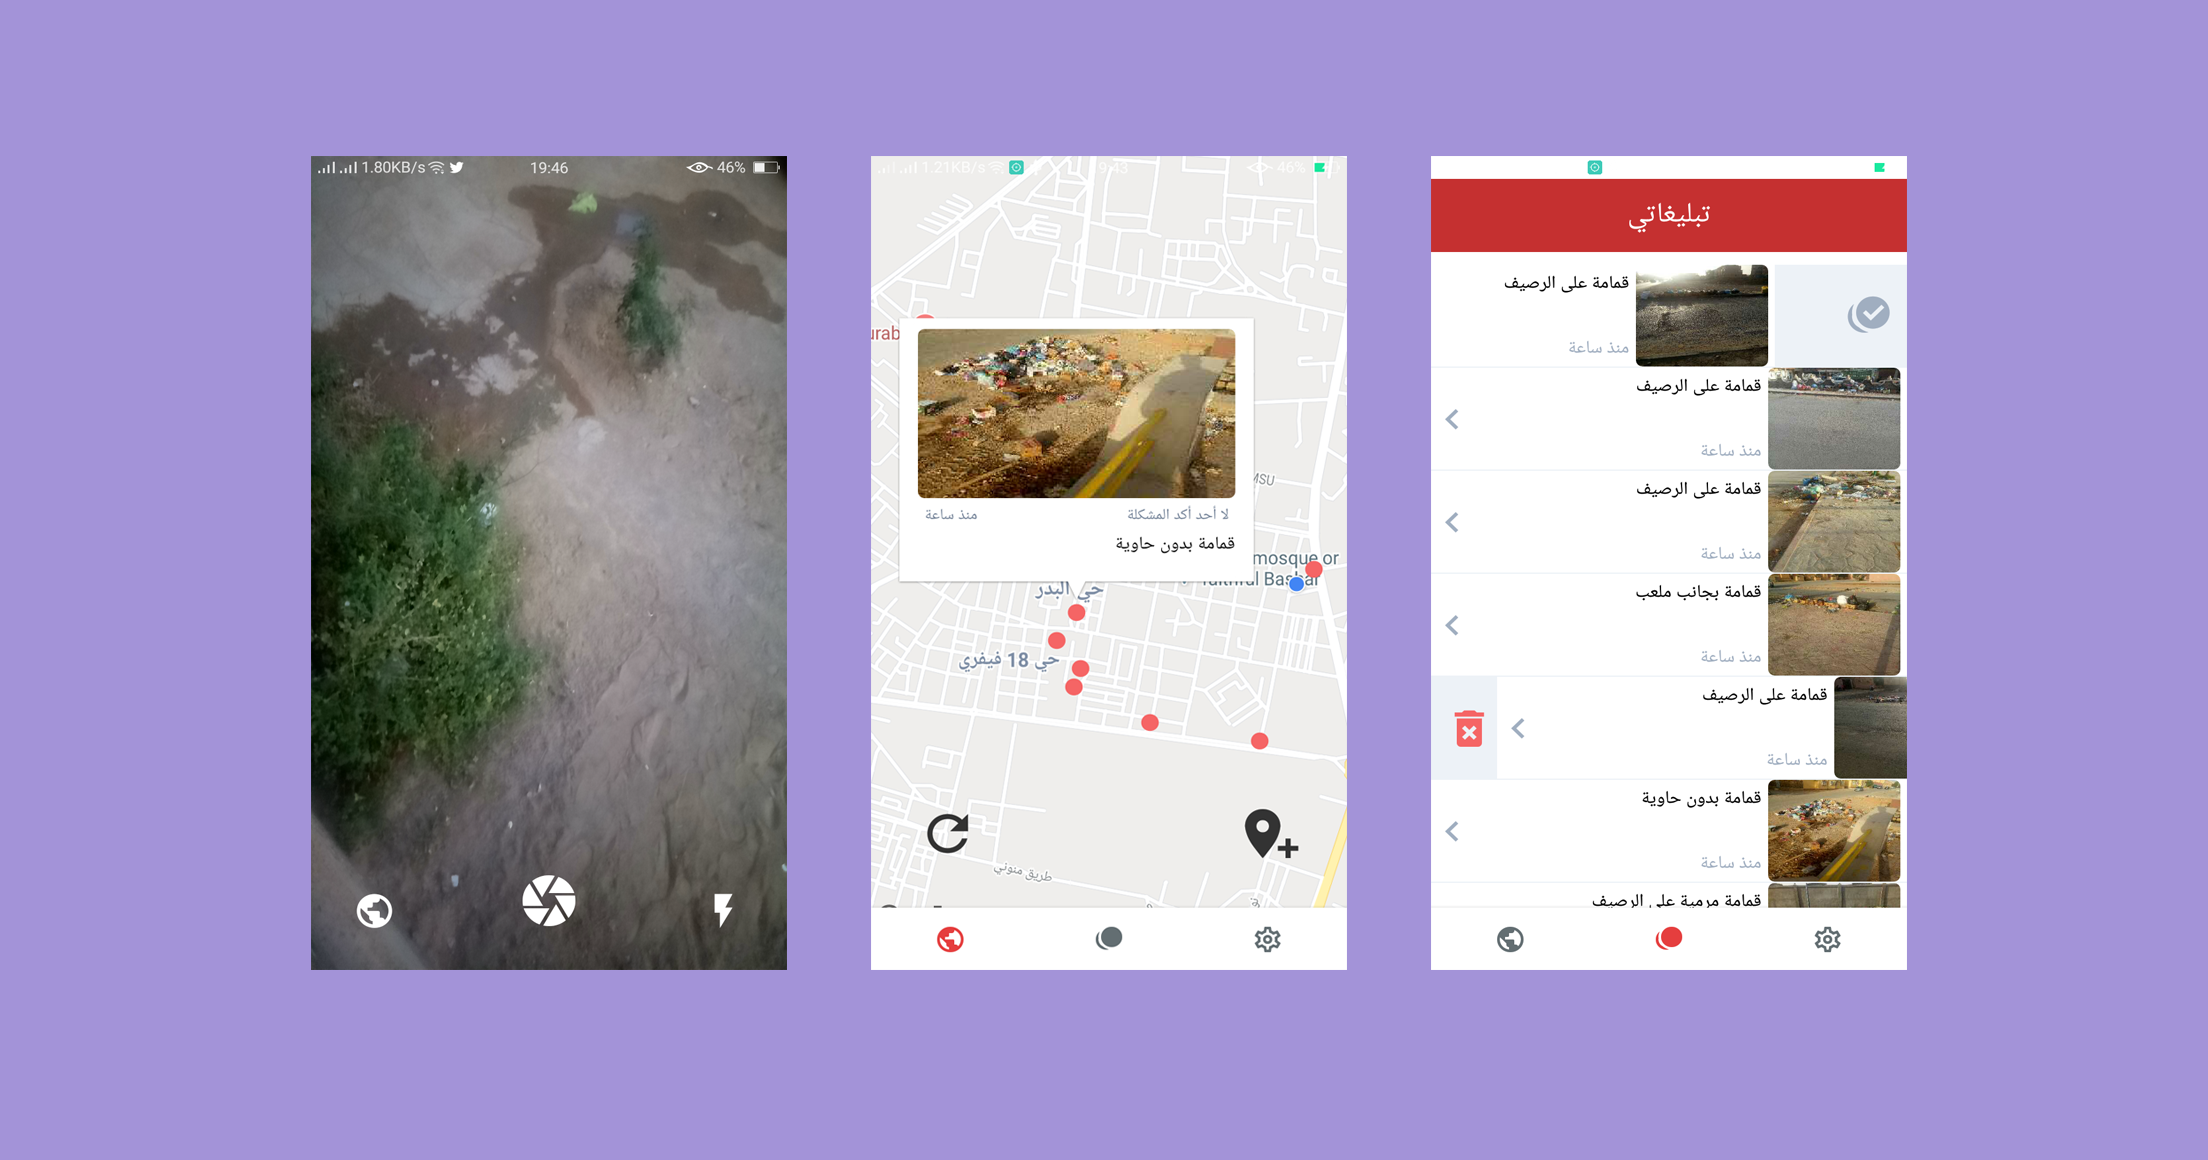 1.80KB/s
19:46
46%
1.21KB/s
9:43
46%
urab
لا أحد أكد المشكلة
منذ ساعة
قمامة بدون حاوية
MSU
mosque or
حي البدر
حي 18 فيفري
طريق منوني
تبليغاتي
قمامة على الرصيف
منذ ساعة
قمامة على الرصيف
منذ ساعة
قمامة على الرصيف
منذ ساعة
قمامة بجانب ملعب
منذ ساعة
قمامة على الرصيف
منذ ساعة
قمامة بدون حاوية
منذ ساعة
قمامة مرمية على الرصيف